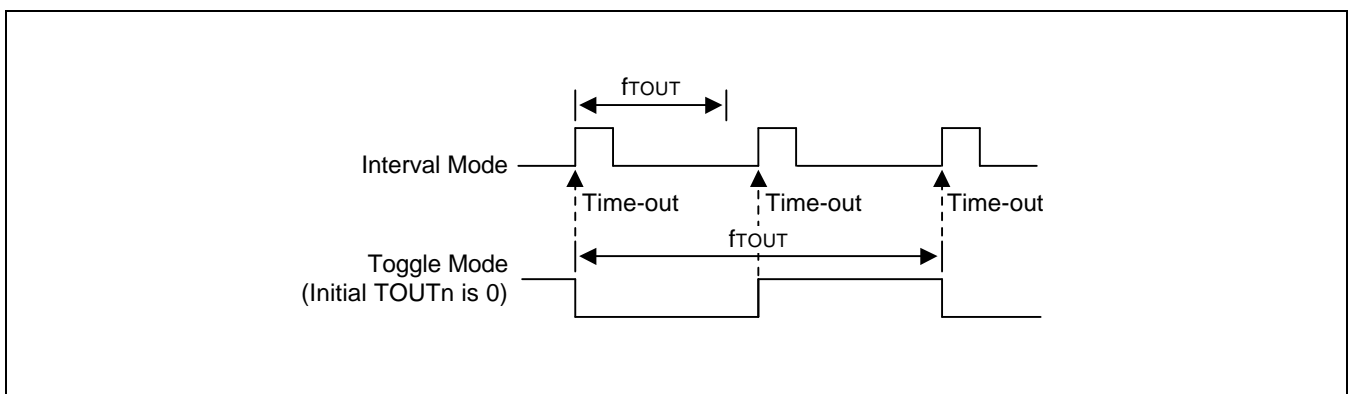 fTOUT
Interval Mode
Time-out Time-out Time-out
fTOUT
Toggle Mode
(Initial TOUTn is 0)